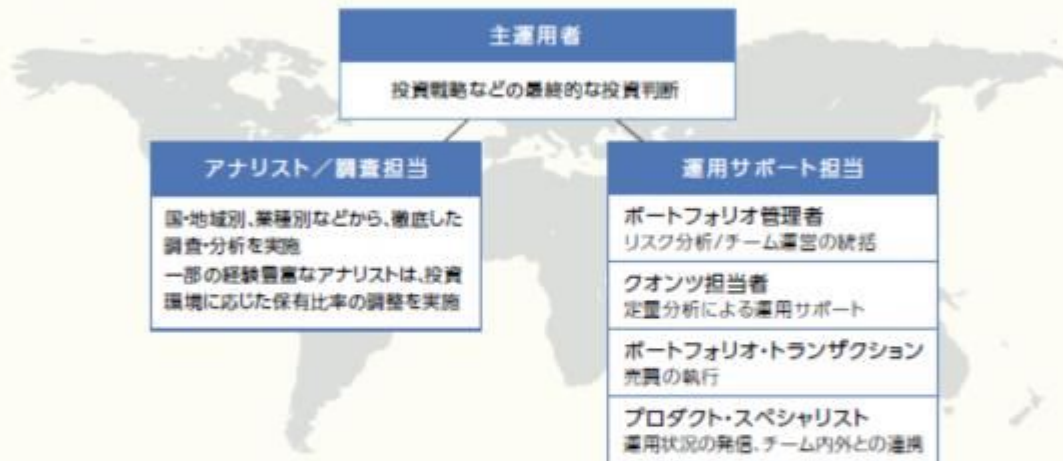 主運用者
投資戦略などの最終的な投資判断
アナリスト／調査担当
国・地域別、業種別などから、徹底した
調査・分析を実施
一部の経験豊富なアナリストは、投資
環境に応じた保有比率の調整を実施
運用サポート担当
ポートフォリオ管理者
リスク分析/チーム運営の統括
クオンツ担当者
定量分析による運用サポート
ポートフォリオ・トランザクション
売買の執行
プロダクト・スペシャリスト
運用状況の発信、チーム内外との連携